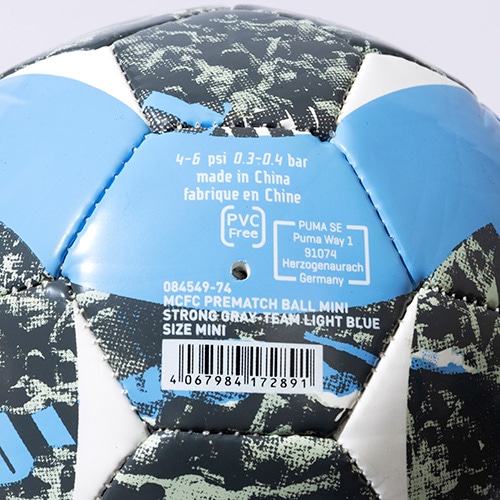 4-6 psi 0.3-0.4 bar
made in China
fabriqué en Chine
PVC
Free
PUMA SE
Puma Way 1
91074
Herzogenaurach
Germany
084549-74
MCFC PREMATCH BALL MINI
STRONG GRAY-TEAM LIGHT BLUE
SIZE MINI
4 067984 172891